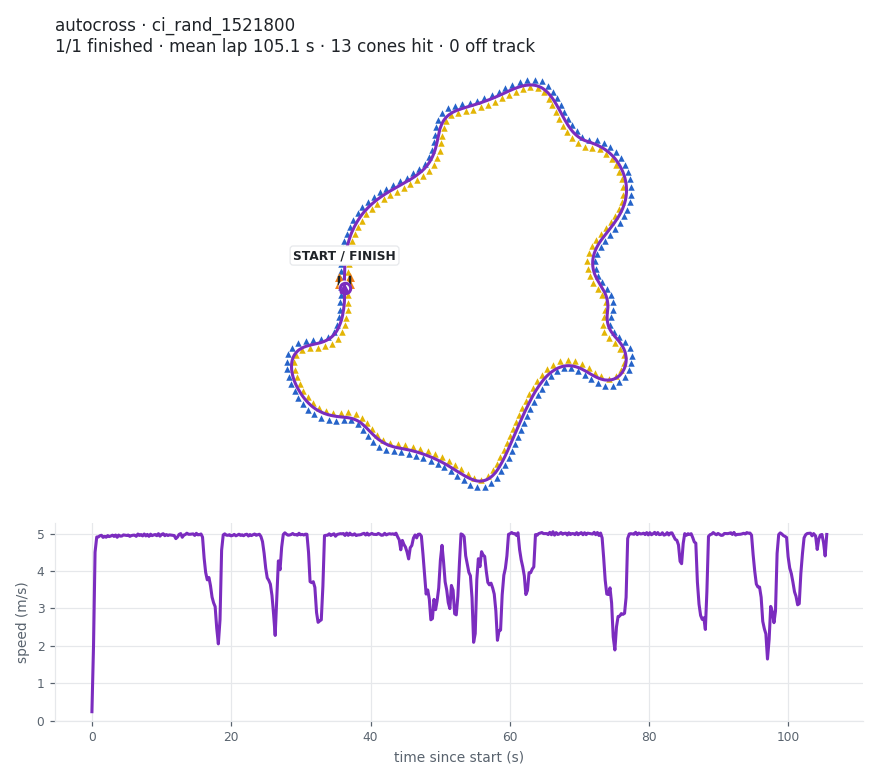 autocross · ci_rand_1521800
1/1 finished · mean lap 105.1 s · 13 cones hit · 0 off track
START / FINISH
5
4
3
2
1
0
speed (m/s)
0 20 40 60 80 100
time since start (s)